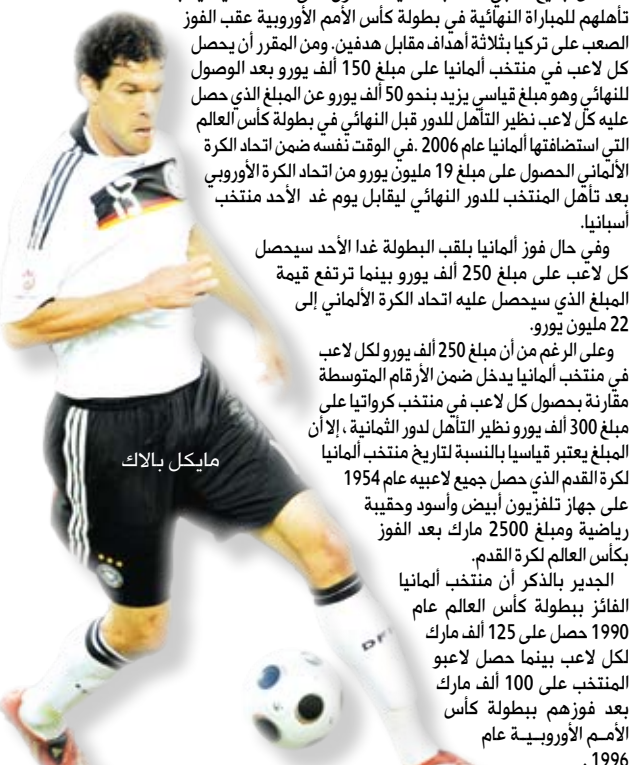 تأهلهم للمباراة النهائية في بطولة كأس الأمم الأوروبية عقب الفوز
الصعب على تركيا بثلاثة أهداف مقابل هدفين. ومن المقرر أن يحصل
كل لاعب في منتخب ألمانيا على مبلغ 150 ألف يورو بعد الوصول
للنهائي وهو مبلغ قياسي يزيد بنحو 50 ألف يورو عن المبلغ الذي حصل
عليه كل لاعب نظير التأهل للدور قبل النهائي في بطولة كأس العالم
التي استضافتها ألمانيا عام 2006 .في الوقت نفسه ضمن اتحاد الكرة
الألماني الحصول على مبلغ 19 مليون يورو من اتحاد الكرة الأوروبي
بعد تأهل المنتخب للدور النهائي ليقابل يوم غد الأحد منتخب
أسبانيا.
وفي حال فوز ألمانيا بلقب البطولة غدا الأحد سيحصل
كل لاعب على مبلغ 250 ألف يورو بينما ترتفع قيمة
المبلغ الذي سيحصل عليه اتحاد الكرة الألماني إلى
22 مليون يورو.
وعلى الرغم من أن مبلغ 250 ألف يورو لكل لاعب
في منتخب ألمانيا يدخل ضمن الأرقام المتوسطة
مقارنة بحصول كل لاعب في منتخب كرواتيا على
مبلغ 300 ألف يورو نظير التأهل لدور الثمانية ، إلا أن
المبلغ يعتبر قياسيا بالنسبة لتاريخ منتخب ألمانيا
لكرة القدم الذي حصل جميع لاعبيه عام 1954
على جهاز تلفزيون أبيض وأسود وحقيبة
رياضية ومبلغ 2500 مارك بعد الفوز
بكأس العالم لكرة القدم.
الجدير بالذكر أن منتخب ألمانيا
الفائز ببطولة كأس العالم عام
1990 حصل على 125 ألف مارك
لكل لاعب بينما حصل لاعبو
المنتخب على 100 ألف مارك
بعد فوزهم ببطولة كأس
الأمــم الأوروبــيــة عام
1996 .
مايكل بالاك
13
DF